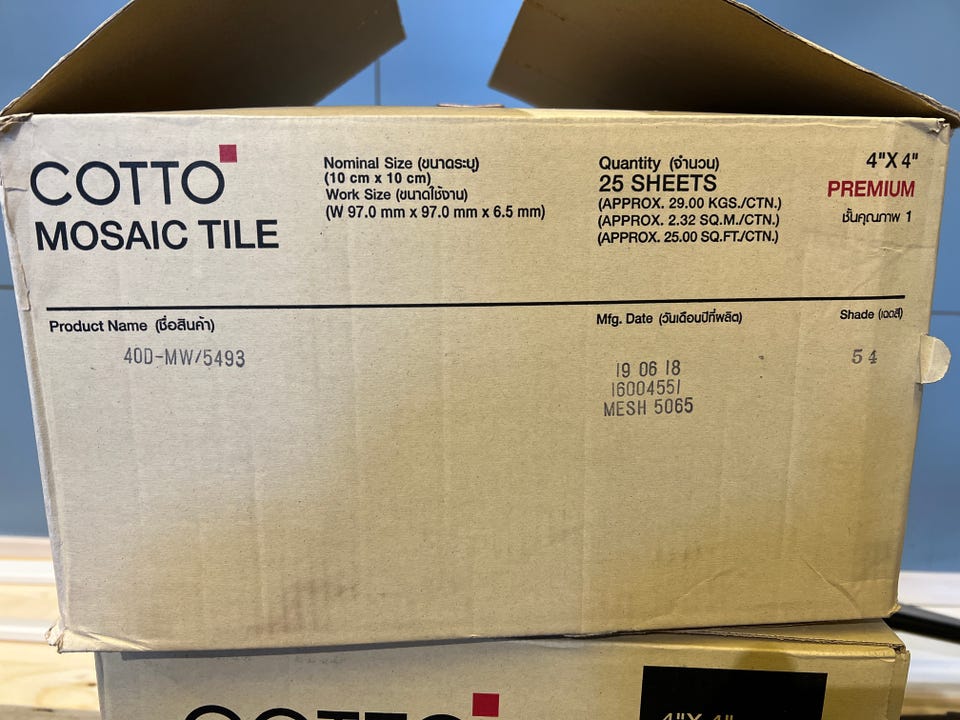 COTTO
MOSAIC TILE
Nominal Size (ขนาดระบุ)
(10 cm x 10 cm)
Work Size (ขนาดใช้งาน)
(W 97.0 mm x 97.0 mm x 6.5 mm)
Quantity (จำนวน)
25 SHEETS
(APPROX. 29.00 KGS./CTN.)
(APPROX. 2.32 SQ.M./CTN.)
(APPROX. 25.00 SQ.FT./CTN.)
4"X 4"
PREMIUM
ชั้นคุณภาพ 1
Product Name (ชื่อสินค้า)
40D-MW/5493
Mfg. Date (วันเดือนปีที่ผลิต)
19 06 18
16004551
MESH 5065
Shade (เฉดสี)
54
COTTO
4"X 4"